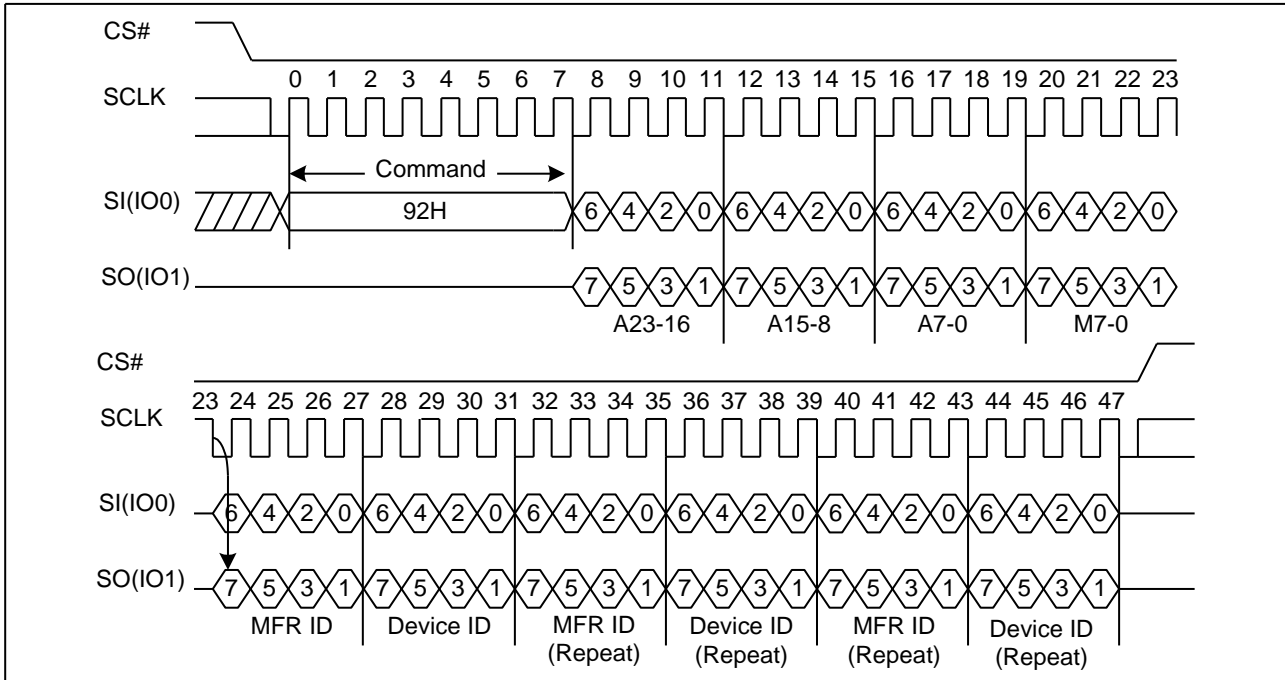 CS#
0 1 2 3 4 5 6 7 8 9 10 11 12 13 14 15 16 17 18 19 20 21 22 23
SCLK
Command
SI(IO0)
92H
6 4 2 0 6 4 2 0 6 4 2 0 6 4 2 0
SO(IO1)
7 5 3 1 7 5 3 1 7 5 3 1 7 5 3 1
A23-16 A15-8 A7-0 M7-0
CS#
23 24 25 26 27 28 29 30 31 32 33 34 35 36 37 38 39 40 41 42 43 44 45 46 47
SCLK
SI(IO0)
6 4 2 0 6 4 2 0 6 4 2 0 6 4 2 0 6 4 2 0 6 4 2 0
SO(IO1)
7 5 3 1 7 5 3 1 7 5 3 1 7 5 3 1 7 5 3 1 7 5 3 1
MFR ID Device ID MFR ID Device ID MFR ID Device ID
(Repeat) (Repeat) (Repeat) (Repeat)